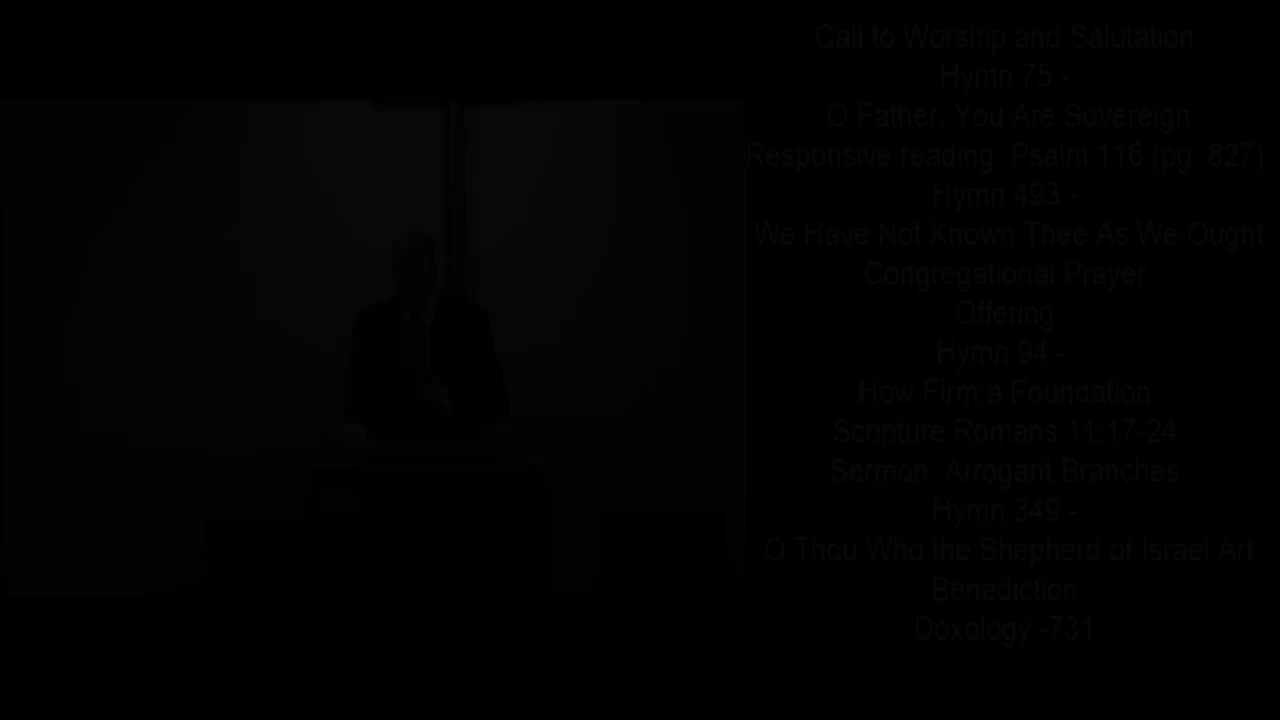 Call to Worship and Salutation
Hymn 75 -
O Father, You Are Sovereign
Responsive reading: Psalm 116 (pg. 827)
Hymn 493 -
We Have Not Known Thee As We Ought
Congregational Prayer
Offering
Hymn 94 -
How Firm a Foundation
Scripture Romans 11:17-24
Sermon: Arrogant Branches
Hymn 349 -
O Thou Who the Shepherd of Israel Art
Benediction
Doxology -731